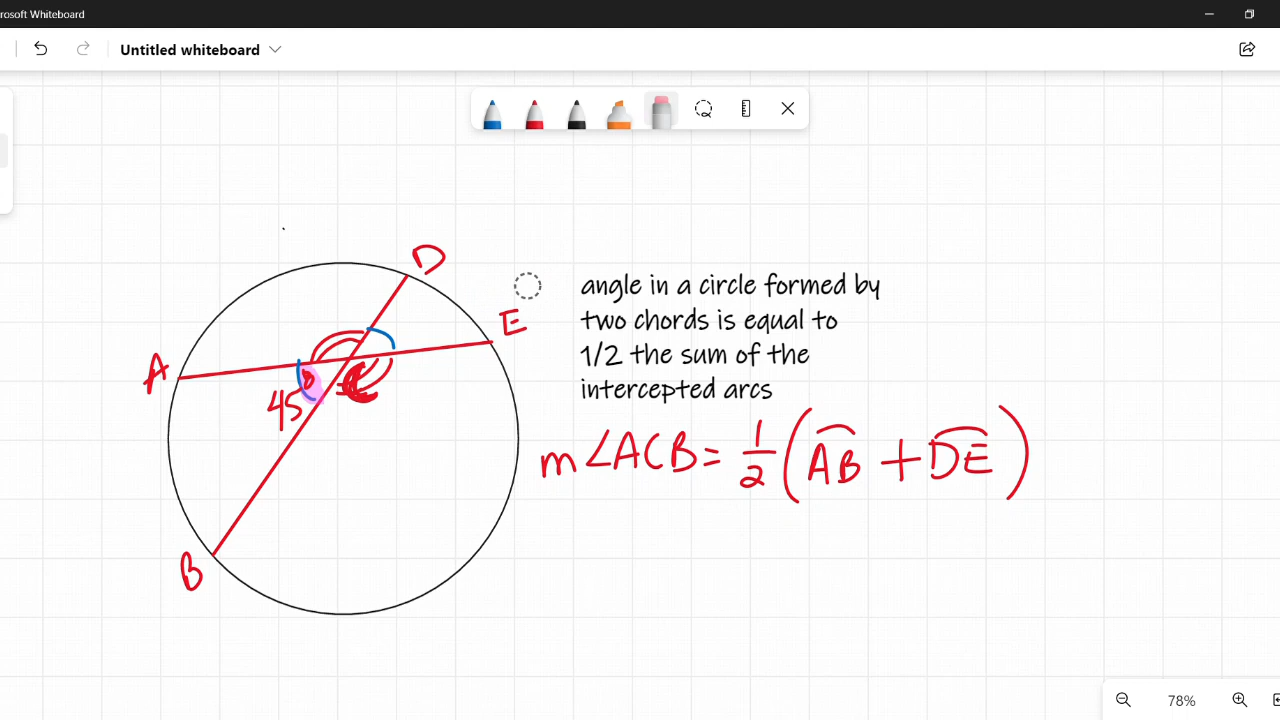 rosoft Whiteboard
Untitled whiteboard
D
E
A
45
B
angle in a circle formed by
two chords is equal to
1/2 the sum of the
intercepted arcs
m∠ACB = 1/2 (AB + DE)
78%